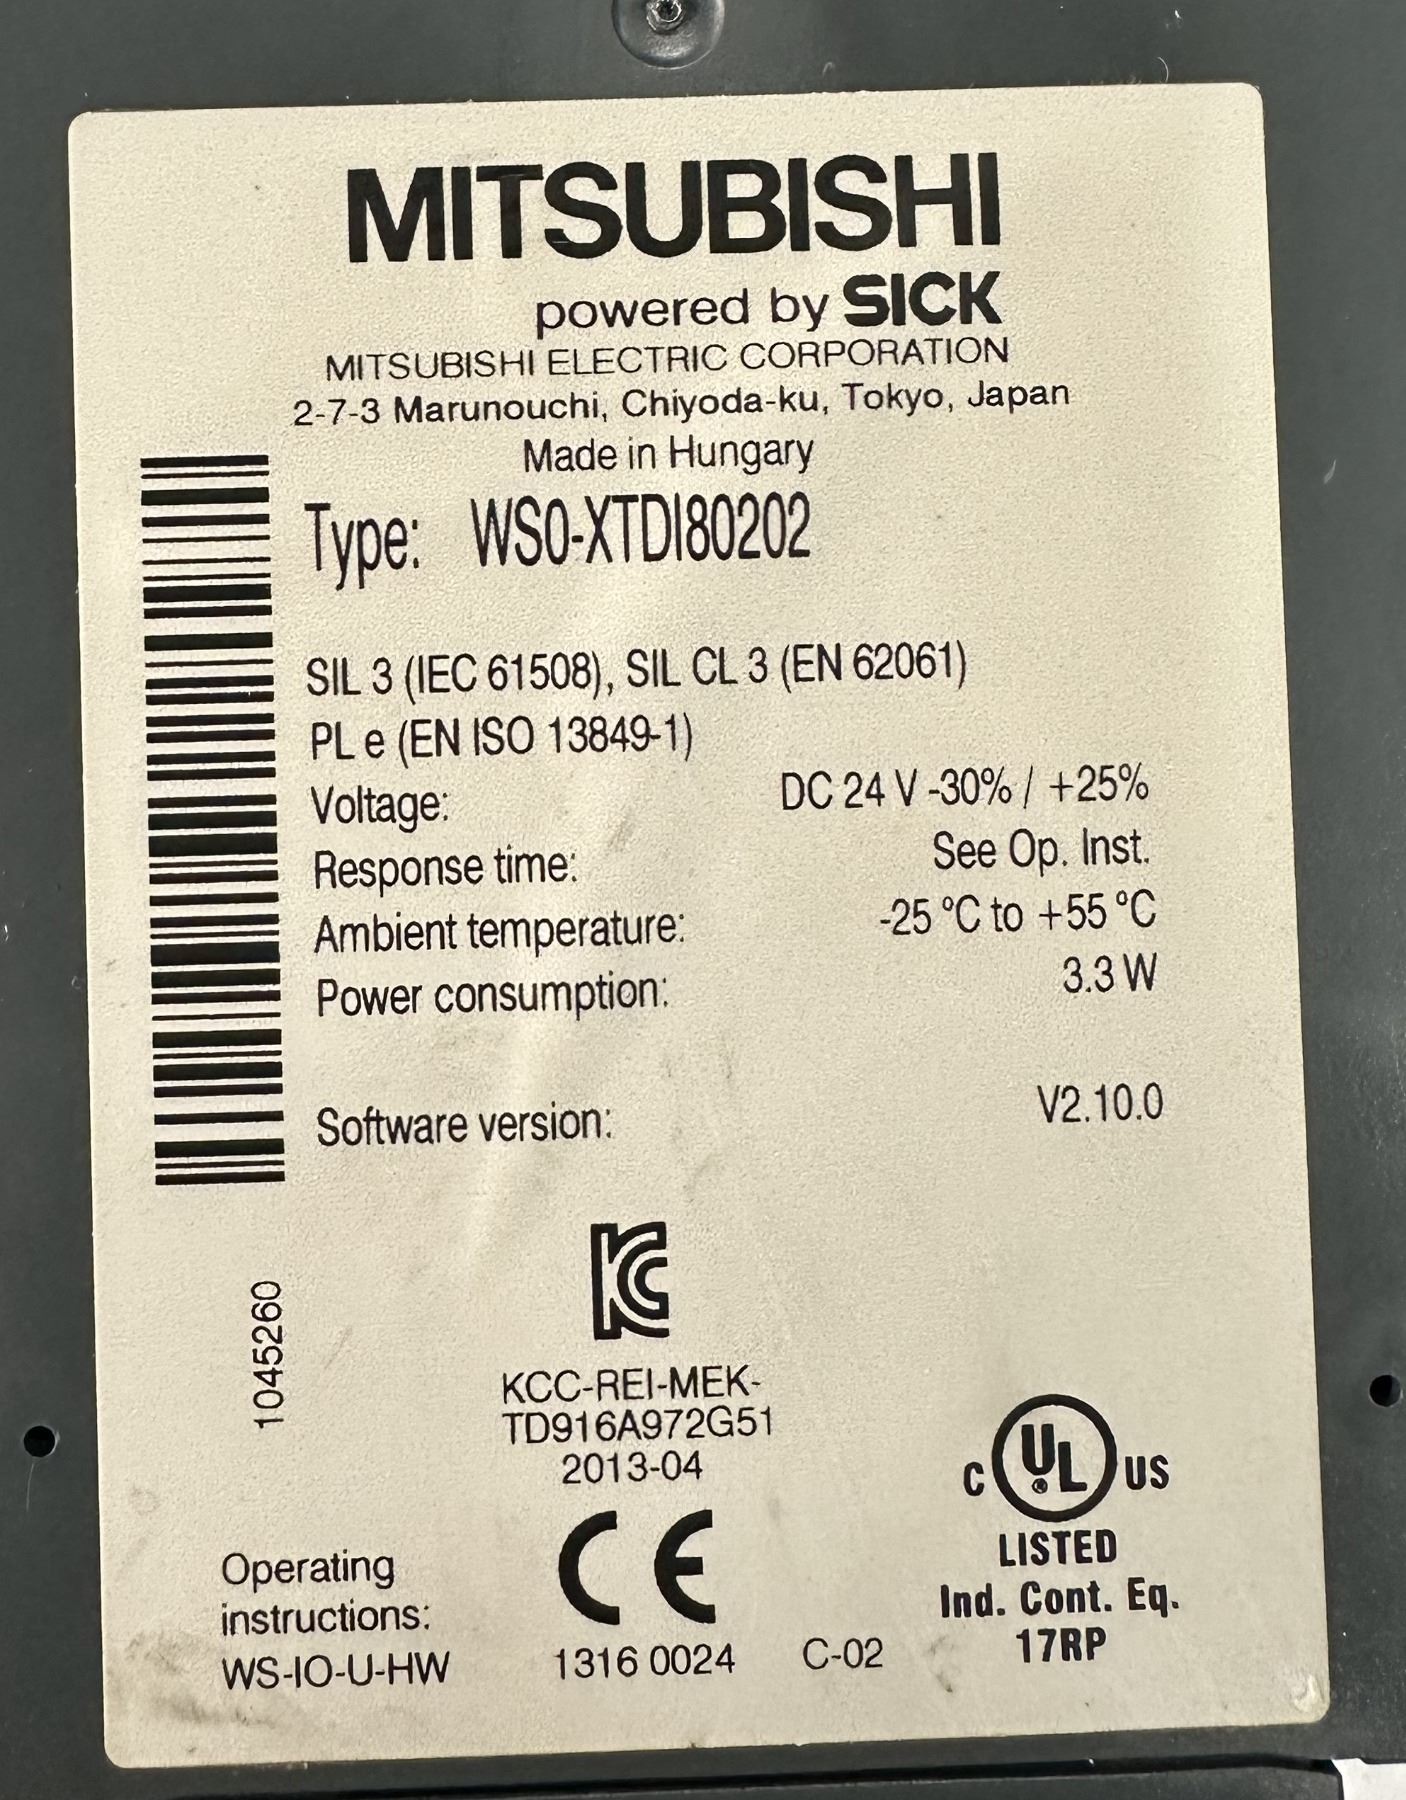 MITSUBISHI
powered by SICK
MITSUBISHI ELECTRIC CORPORATION
2-7-3 Marunouchi, Chiyoda-ku, Tokyo, Japan
Made in Hungary
Type: WS0-XTDI80202
SIL 3 (IEC 61508), SIL CL 3 (EN 62061)
PL e (EN ISO 13849-1)
Voltage: DC 24 V -30% / +25%
Response time: See Op. Inst.
Ambient temperature: -25 °C to +55 °C
Power consumption: 3.3 W
Software version: V2.10.0
1045260
KC
KCC-REI-MEK-
TD916A972G51
2013-04
CE
C UL® US
LISTED
Ind. Cont. Eq.
17RP
Operating
instructions:
WS-IO-U-HW
1316 0024 C-02